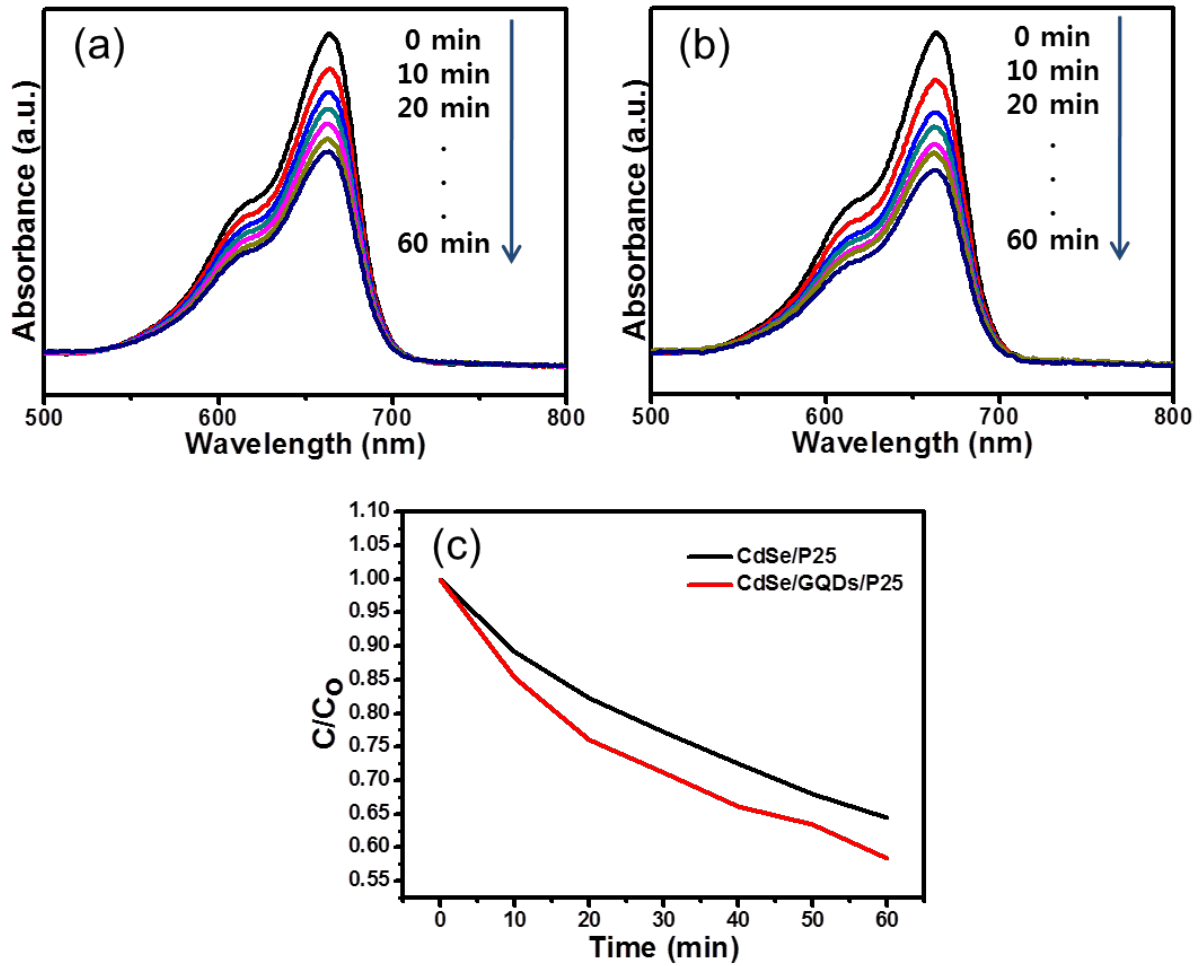 (a)
0 min
10 min
20 min
.
.
.
60 min
Absorbance (a.u.)
500 600 700 800
Wavelength (nm)
(b)
0 min
10 min
20 min
.
.
.
60 min
Absorbance (a.u.)
500 600 700 800
Wavelength (nm)
(c)
CdSe/P25
CdSe/GQDs/P25
1.10
1.05
1.00
0.95
0.90
0.85
0.80
0.75
0.70
0.65
0.60
0.55
C/Co
0 10 20 30 40 50 60
Time (min)